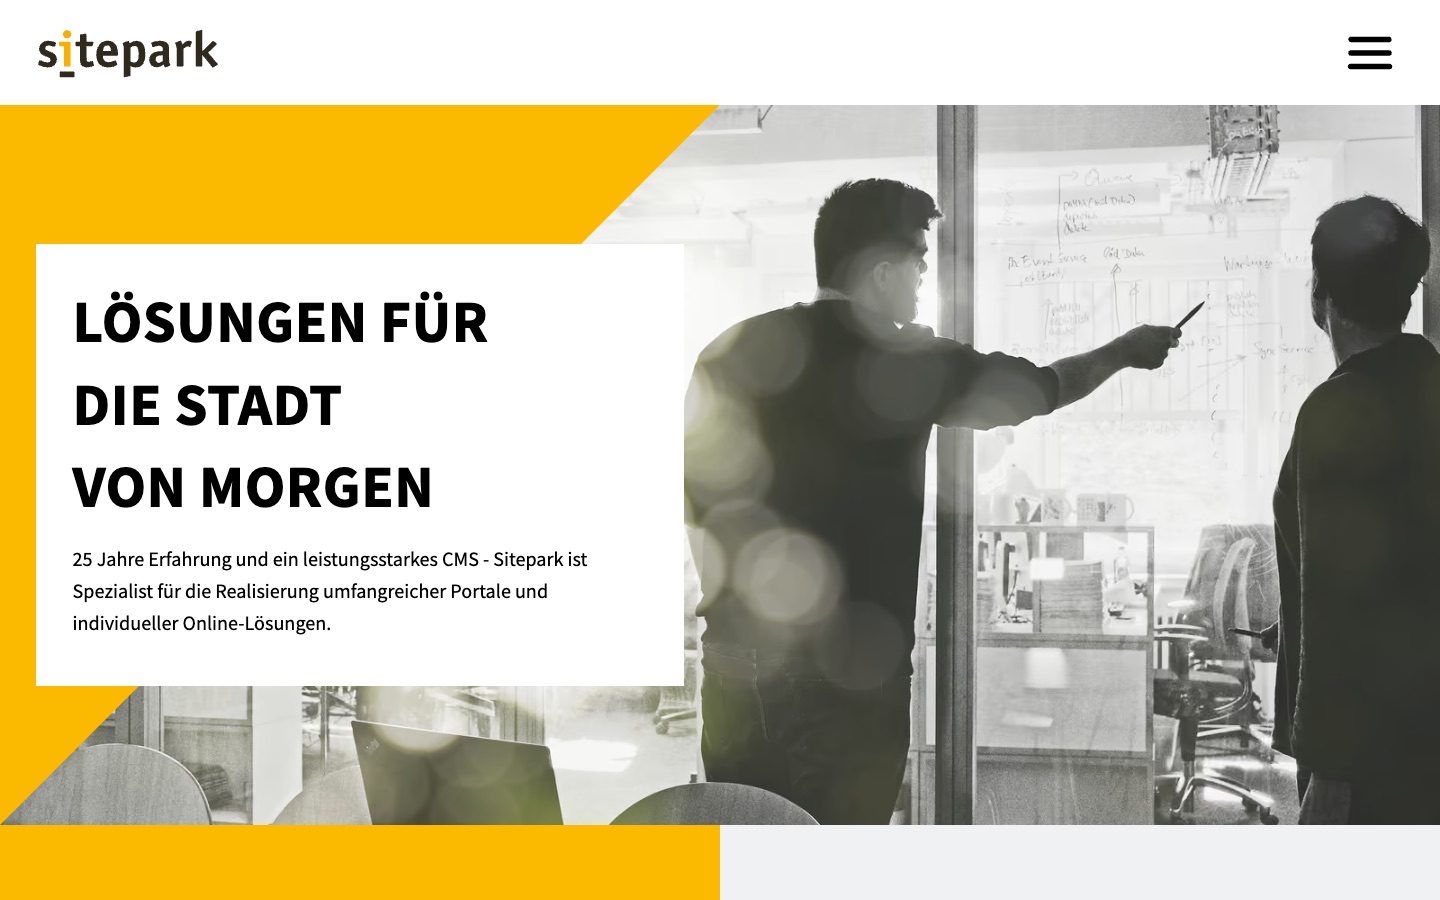 sitepark
LÖSUNGEN FÜR
DIE STADT
VON MORGEN
25 Jahre Erfahrung und ein leistungsstarkes CMS - Sitepark ist
Spezialist für die Realisierung umfangreicher Portale und
individueller Online-Lösungen.
Queue